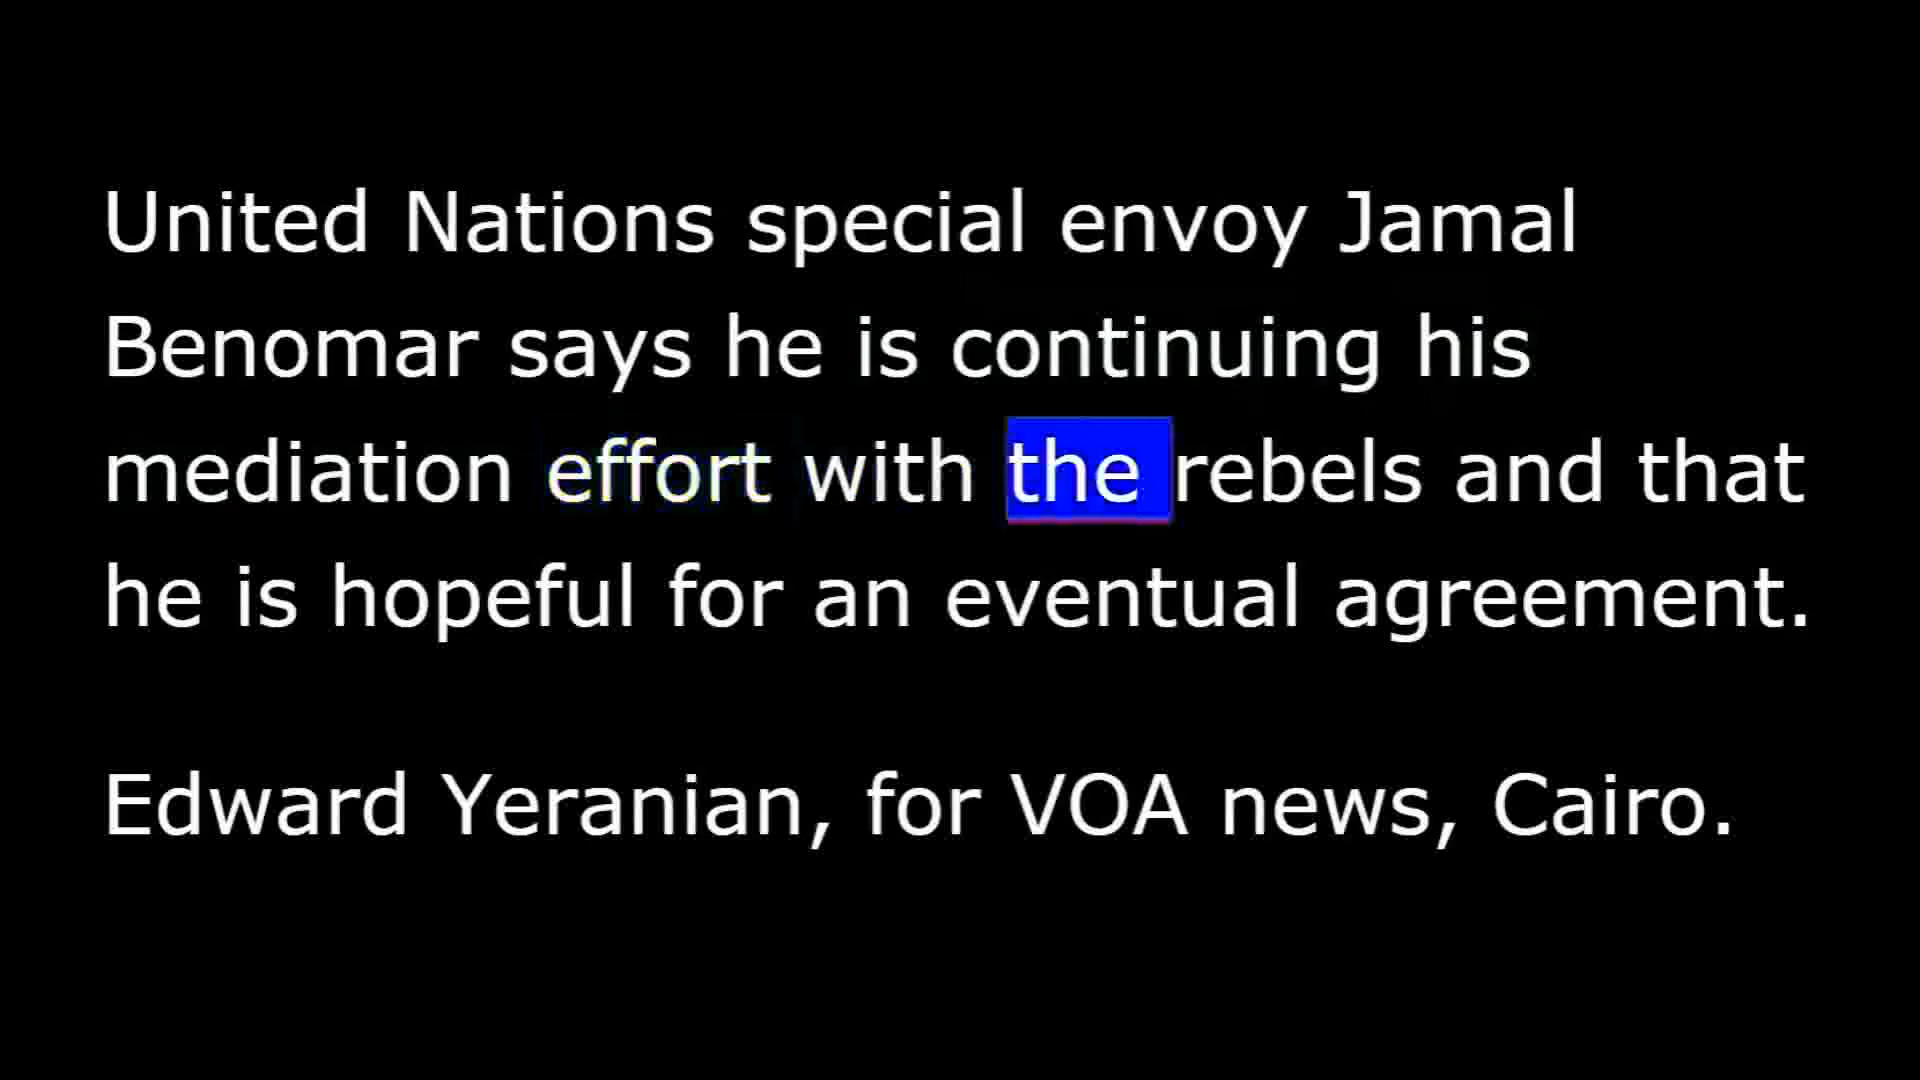 United Nations special envoy Jamal
Benomar says he is continuing his
mediation effort with the rebels and that
he is hopeful for an eventual agreement.
Edward Yeranian, for VOA news, Cairo.